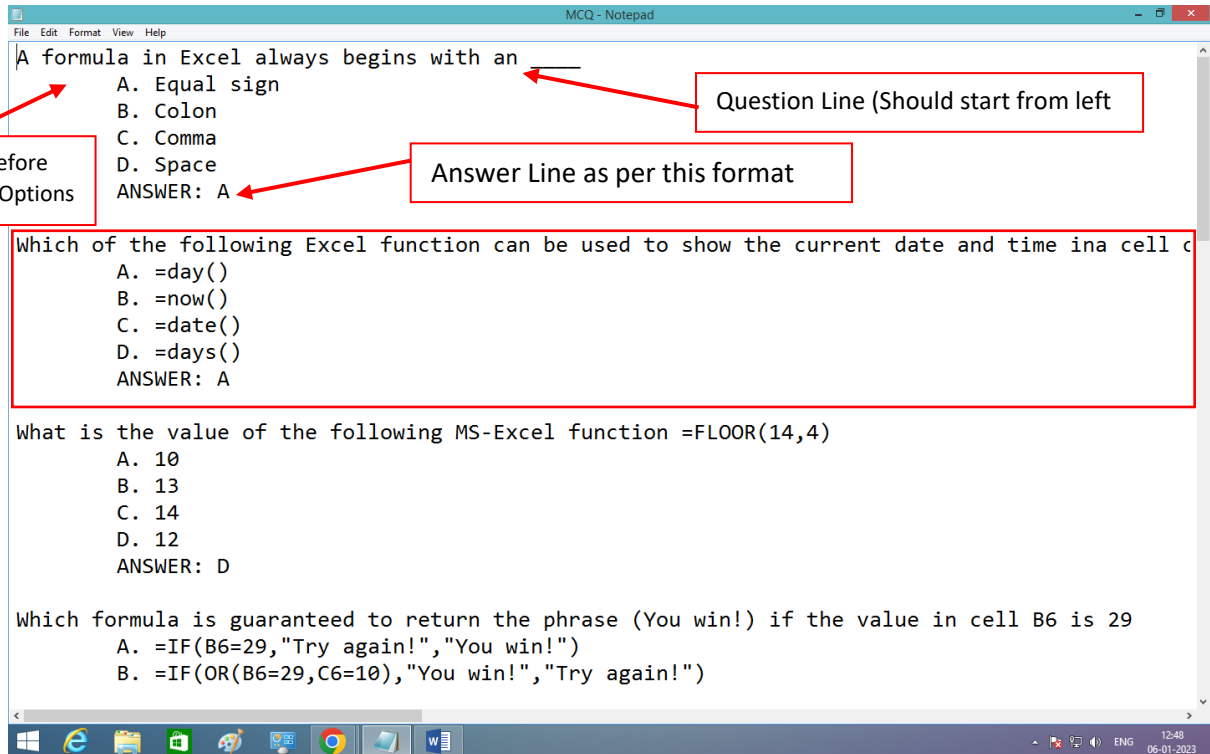 MCQ - Notepad
File Edit Format View Help
A formula in Excel always begins with an ____
A. Equal sign
B. Colon
C. Comma
D. Space
ANSWER: A
Question Line (Should start from left
Options
Answer Line as per this format
Which of the following Excel function can be used to show the current date and time ina cell
A. =day()
B. =now()
C. =date()
D. =days()
ANSWER: A
What is the value of the following MS-Excel function =FLOOR(14,4)
A. 10
B. 13
C. 14
D. 12
ANSWER: D
Which formula is guaranteed to return the phrase (You win!) if the value in cell B6 is 29
A. =IF(B6=29,"Try again!","You win!")
B. =IF(OR(B6=29,C6=10),"You win!","Try again!")
ENG
12:48
06-01-2023